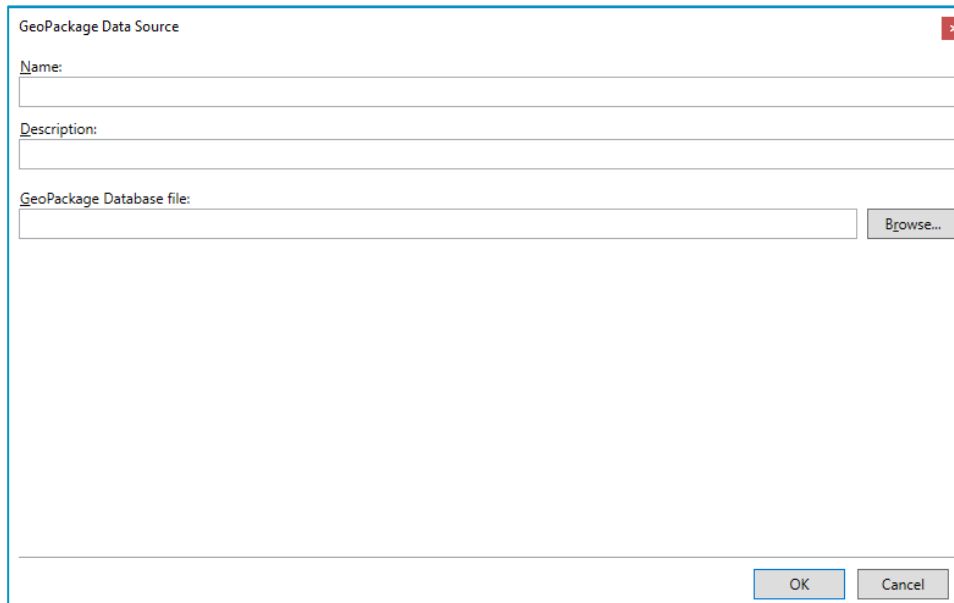 GeoPackage Data Source
Name:
Description:
GeoPackage Database file:
Browse...
OK Cancel